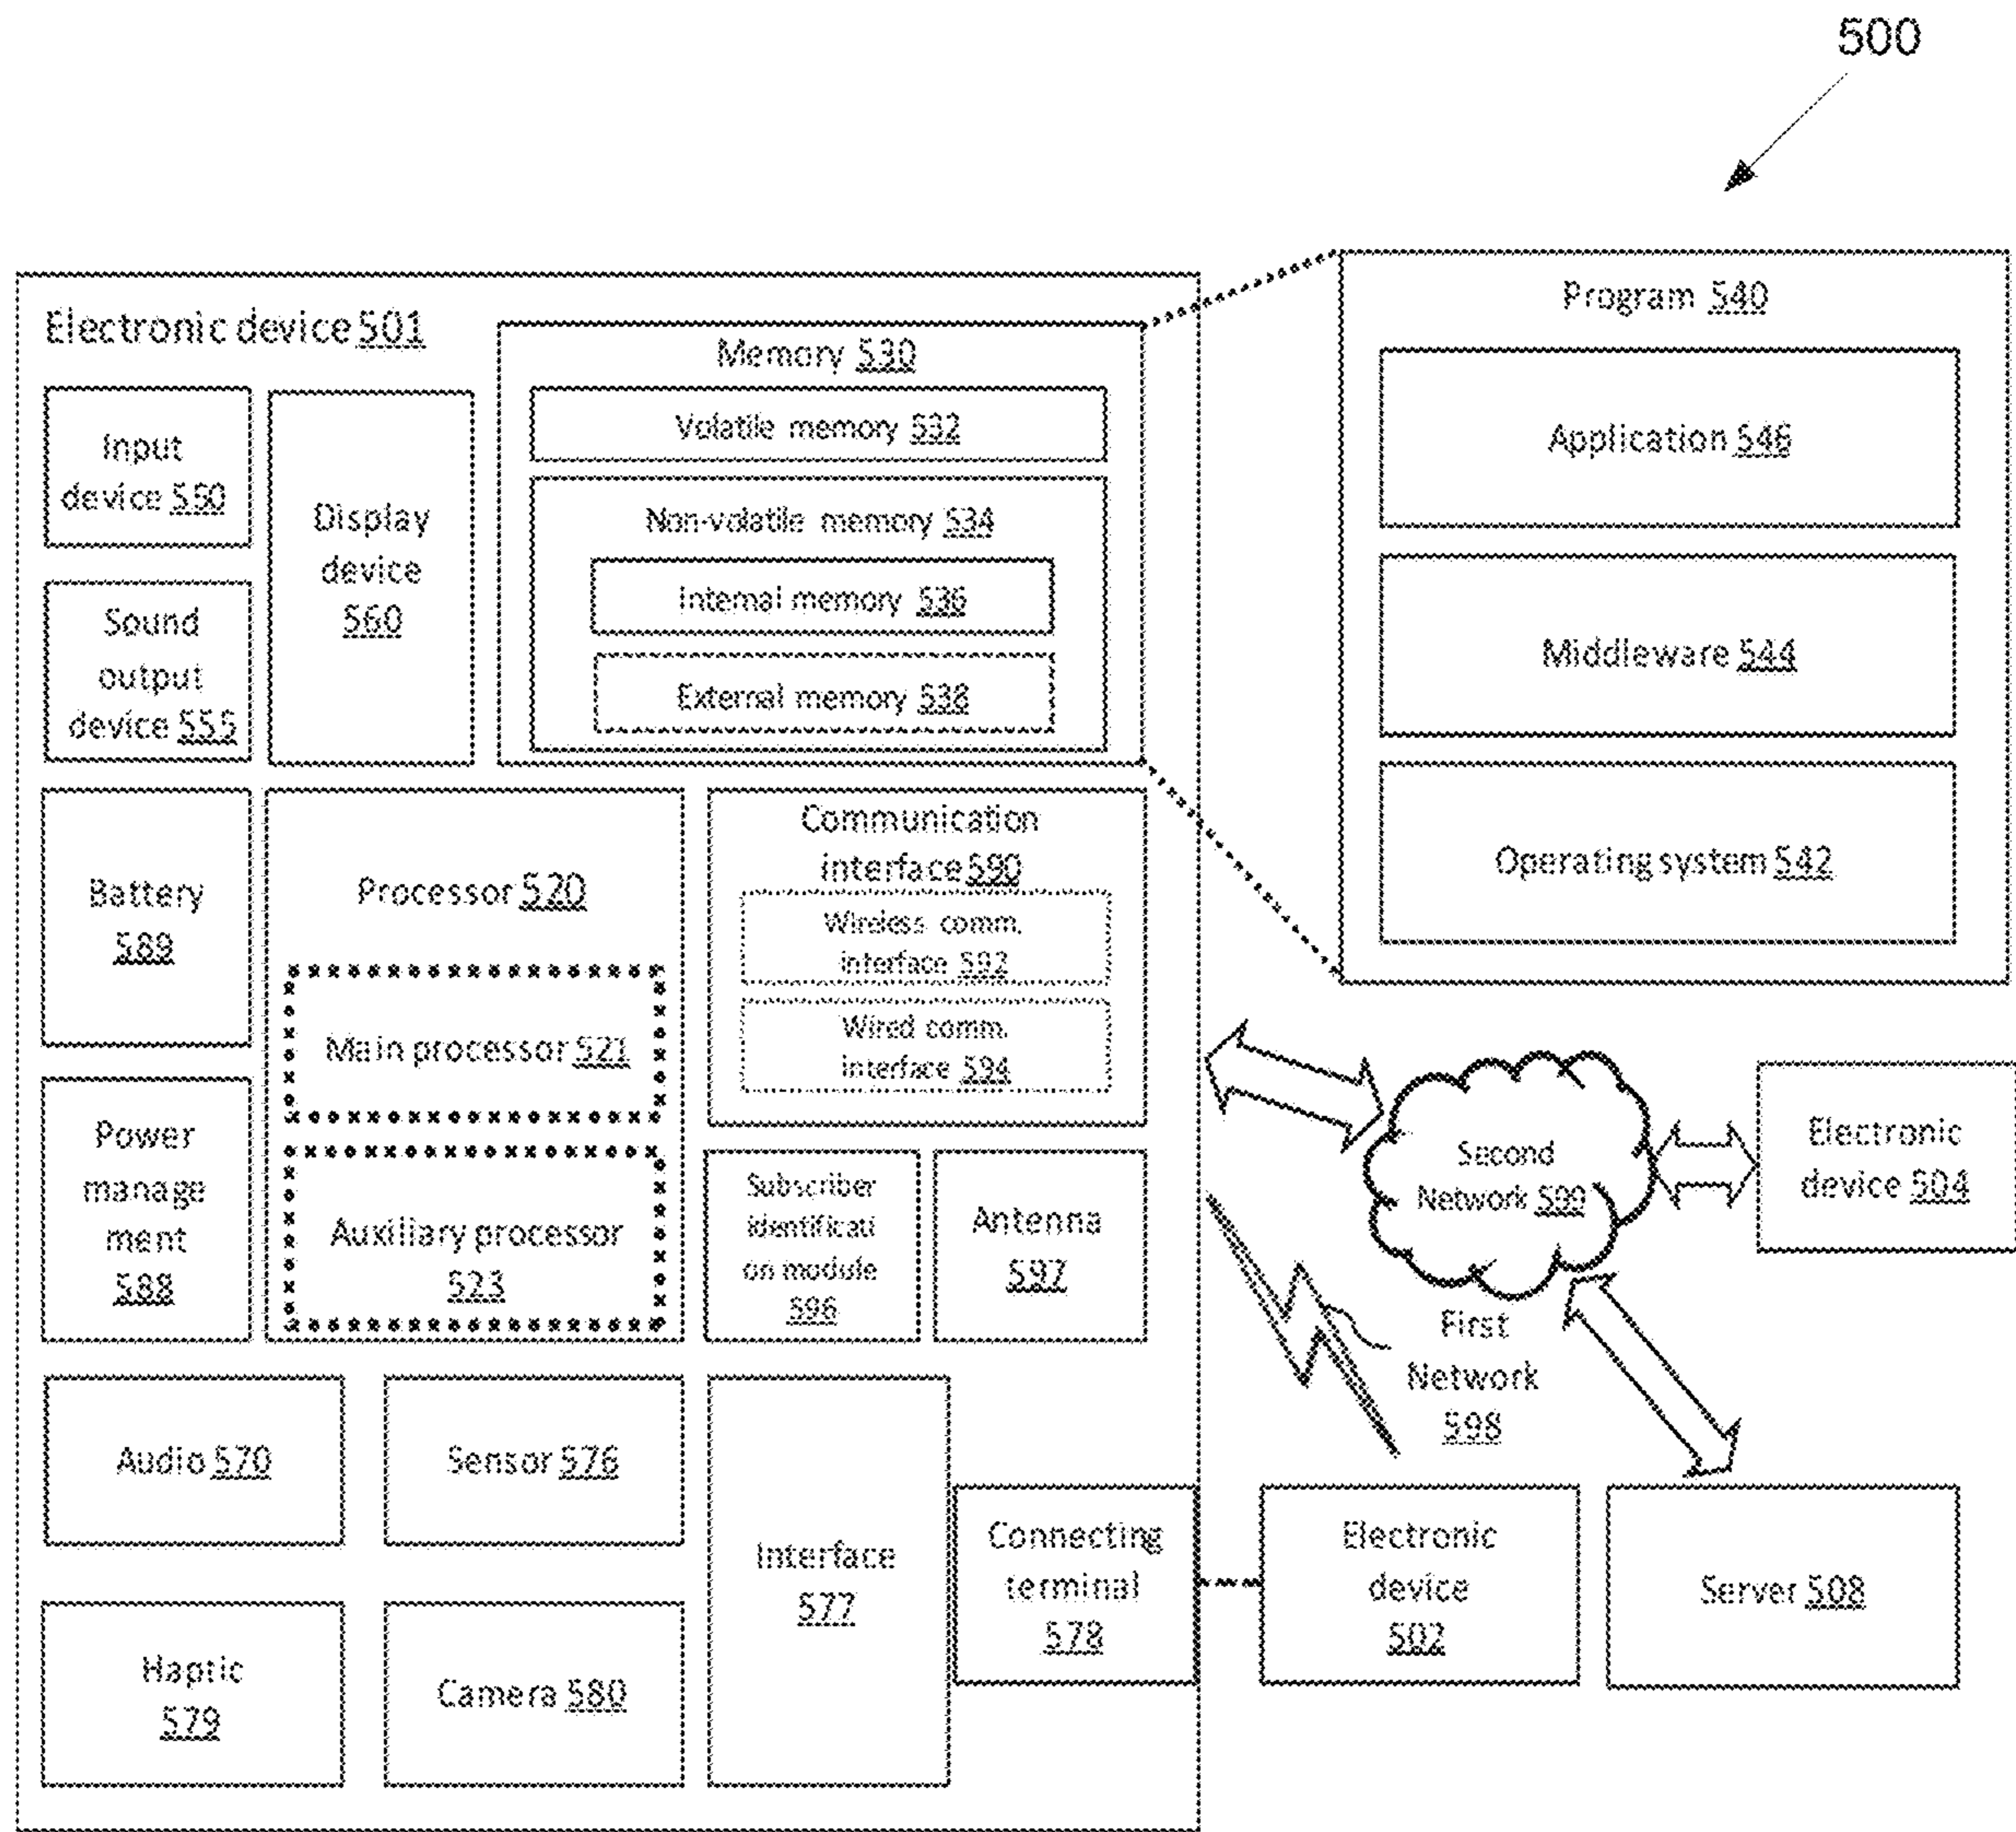 500
Electronic device 501
Memory 530
Volatile memory 532
Non-volatile memory 534
Internal memory 536
External memory 538
Input
device 550
Display
device
560
Sound
output
device 555
Program 540
Application 546
Middleware 544
Operating system 542
Battery
589
Processor 520
Main processor 521
Auxiliary processor
523
Communication
interface 590
Wireless comm.
interface 592
Wired comm.
interface 594
Power
manage
ment
588
Subscriber
identificati
on module
596
Antenna
597
Second
Network 599
Electronic
device 504
First
Network
598
Audio 570
Sensor 576
Interface
577
Connecting
terminal
578
Electronic
device
502
Server 508
Haptic
579
Camera 580